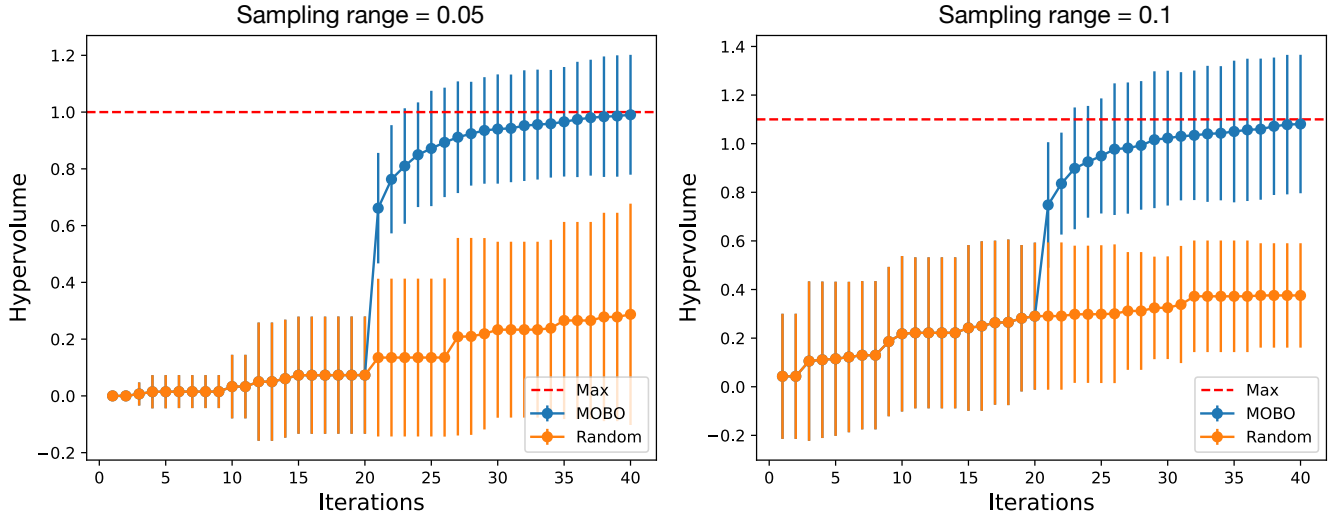 Sampling range = 0.05
1.2
1.0
0.8
0.6
0.4
0.2
0.0
−0.2
Hypervolume
0 5 10 15 20 25 30 35 40
Iterations
Max
MOBO
Random
Sampling range = 0.1
1.4
1.2
1.0
0.8
0.6
0.4
0.2
0.0
−0.2
Hypervolume
0 5 10 15 20 25 30 35 40
Iterations
Max
MOBO
Random